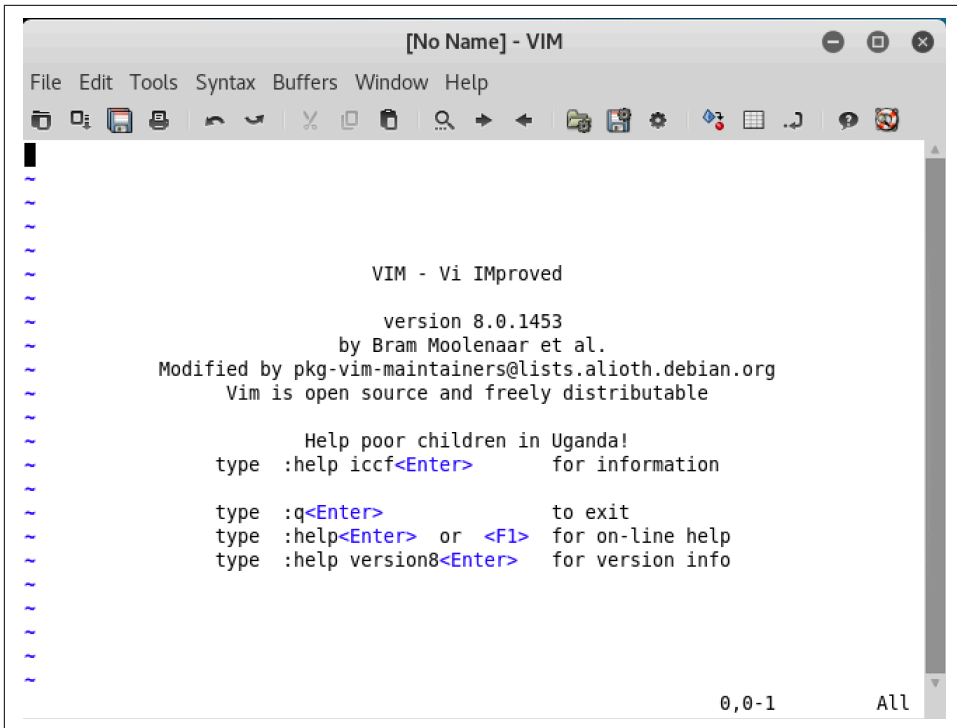 [No Name] - VIM
File Edit Tools Syntax Buffers Window Help
~
~
~
~
~ VIM - Vi IMproved
~
~ version 8.0.1453
~ by Bram Moolenaar et al.
~ Modified by pkg-vim-maintainers@lists.alioth.debian.org
~ Vim is open source and freely distributable
~
~ Help poor children in Uganda!
~ type :help iccf<Enter> for information
~
~ type :q<Enter> to exit
~ type :help<Enter> or <F1> for on-line help
~ type :help version8<Enter> for version info
~
~
~
~
~
0,0-1 All